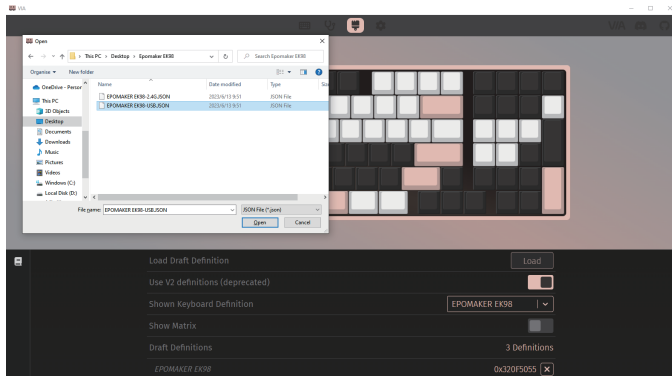 VIA
VIA
Open
This PC > Desktop > Epomaker EK98
Search Epomaker EK98
Organise
New folder
Name
Date modified
Type
OneDrive - Person
This PC
3D Objects
Desktop
Documents
Downloads
Music
Pictures
Videos
Windows (C:)
Local Disk (D:)
EPOMAKER EK98-2.4G.JSON
2023/6/13 9:51
JSON File
EPOMAKER EK98-USB.JSON
2023/6/13 9:51
JSON File
File name:
EPOMAKER EK98-USB.JSON
JSON File (*.json)
Open
Cancel
Load Draft Definition
Load
Use V2 definitions (deprecated)
Shown Keyboard Definition
EPOMAKER EK98
Show Matrix
Draft Definitions
3 Definitions
EPOMAKER EK98
0x320F5055